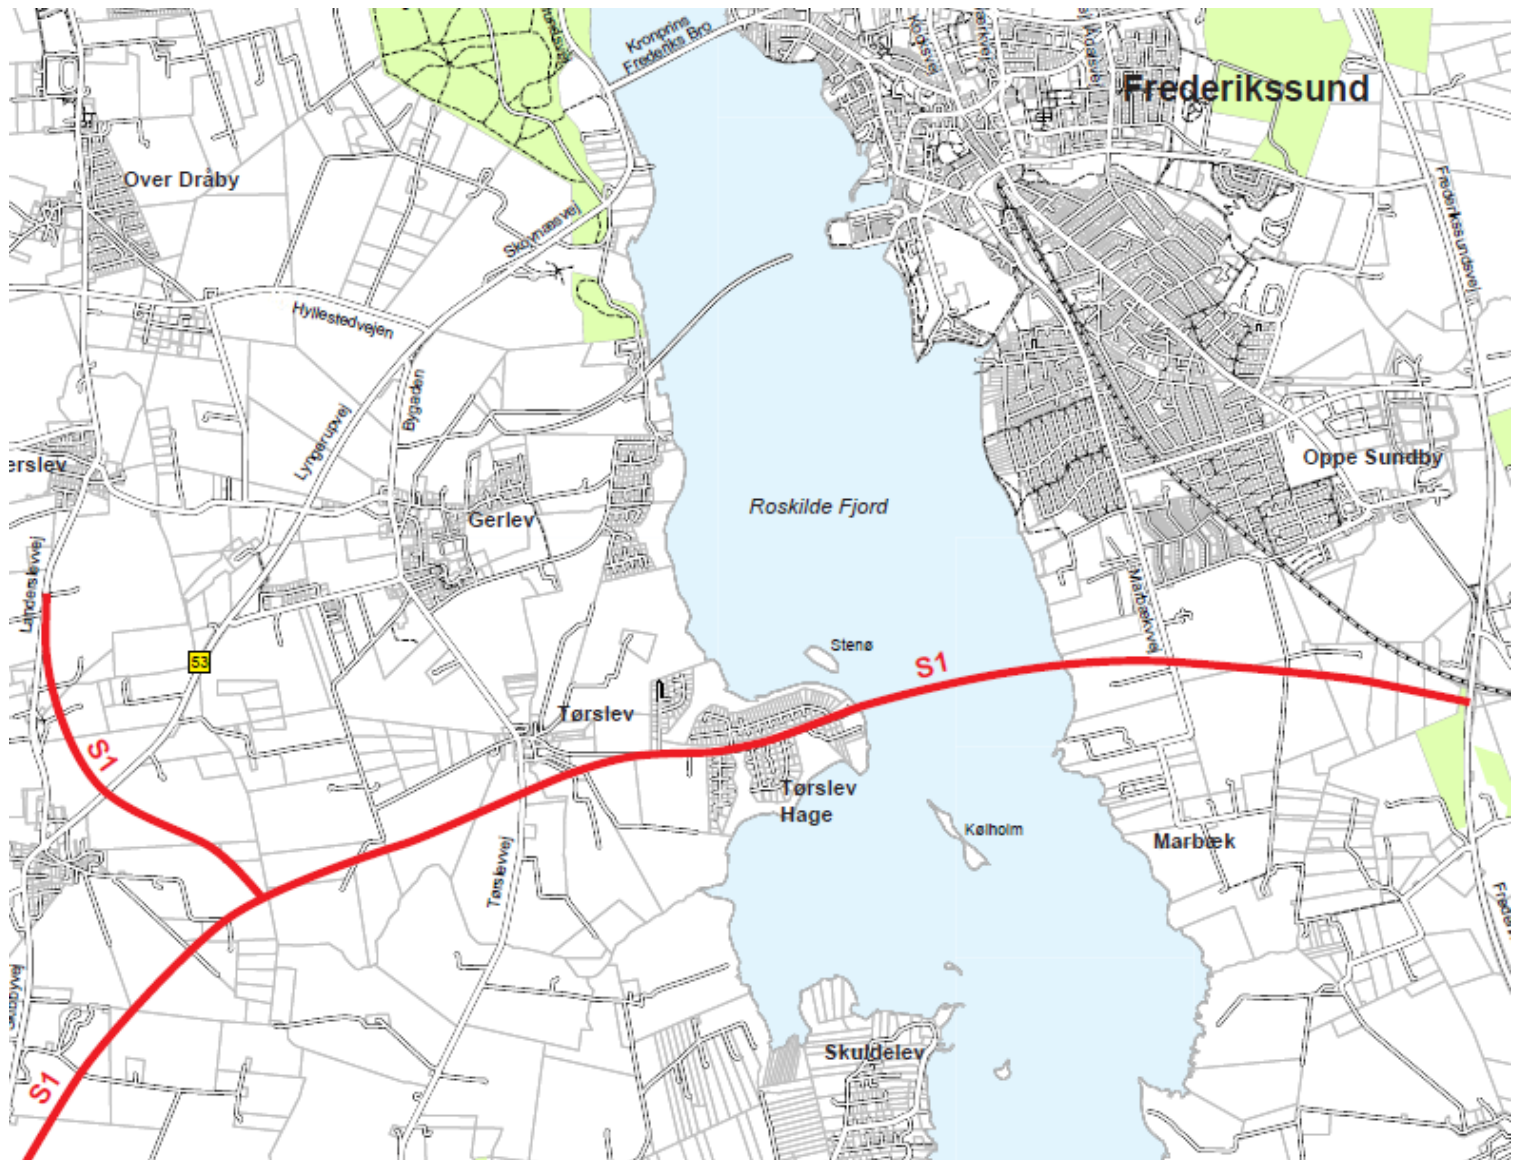 Kronprins
Frederiks Bro
Frederikssund
Over Dråby
Skovnæsvej
Frederikssundsvej
Hyllestedvejen
Bygaden
Lyngerupvej
erslev
Oppe Sundby
Roskilde Fjord
Gerlev
Landerslevvej
Marbækvej
53
Stenø
S1
Tørslev
S1
Tørslev
Hage
Kølholm
Marbæk
Tørslevvej
Skuldelev
S1